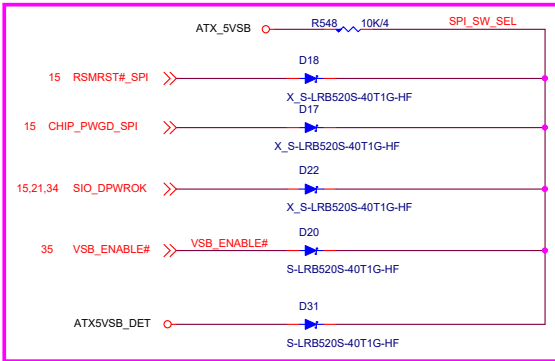 ATX_5VSB R548 10K/4 SPI_SW_SEL
D18
15 RSMRST#_SPI
X_S-LRB520S-40T1G-HF
D17
15 CHIP_PWGD_SPI
X_S-LRB520S-40T1G-HF
D22
15,21,34 SIO_DPWROK
X_S-LRB520S-40T1G-HF
D20
35 VSB_ENABLE# VSB_ENABLE#
S-LRB520S-40T1G-HF
D31
ATX5VSB_DET
S-LRB520S-40T1G-HF